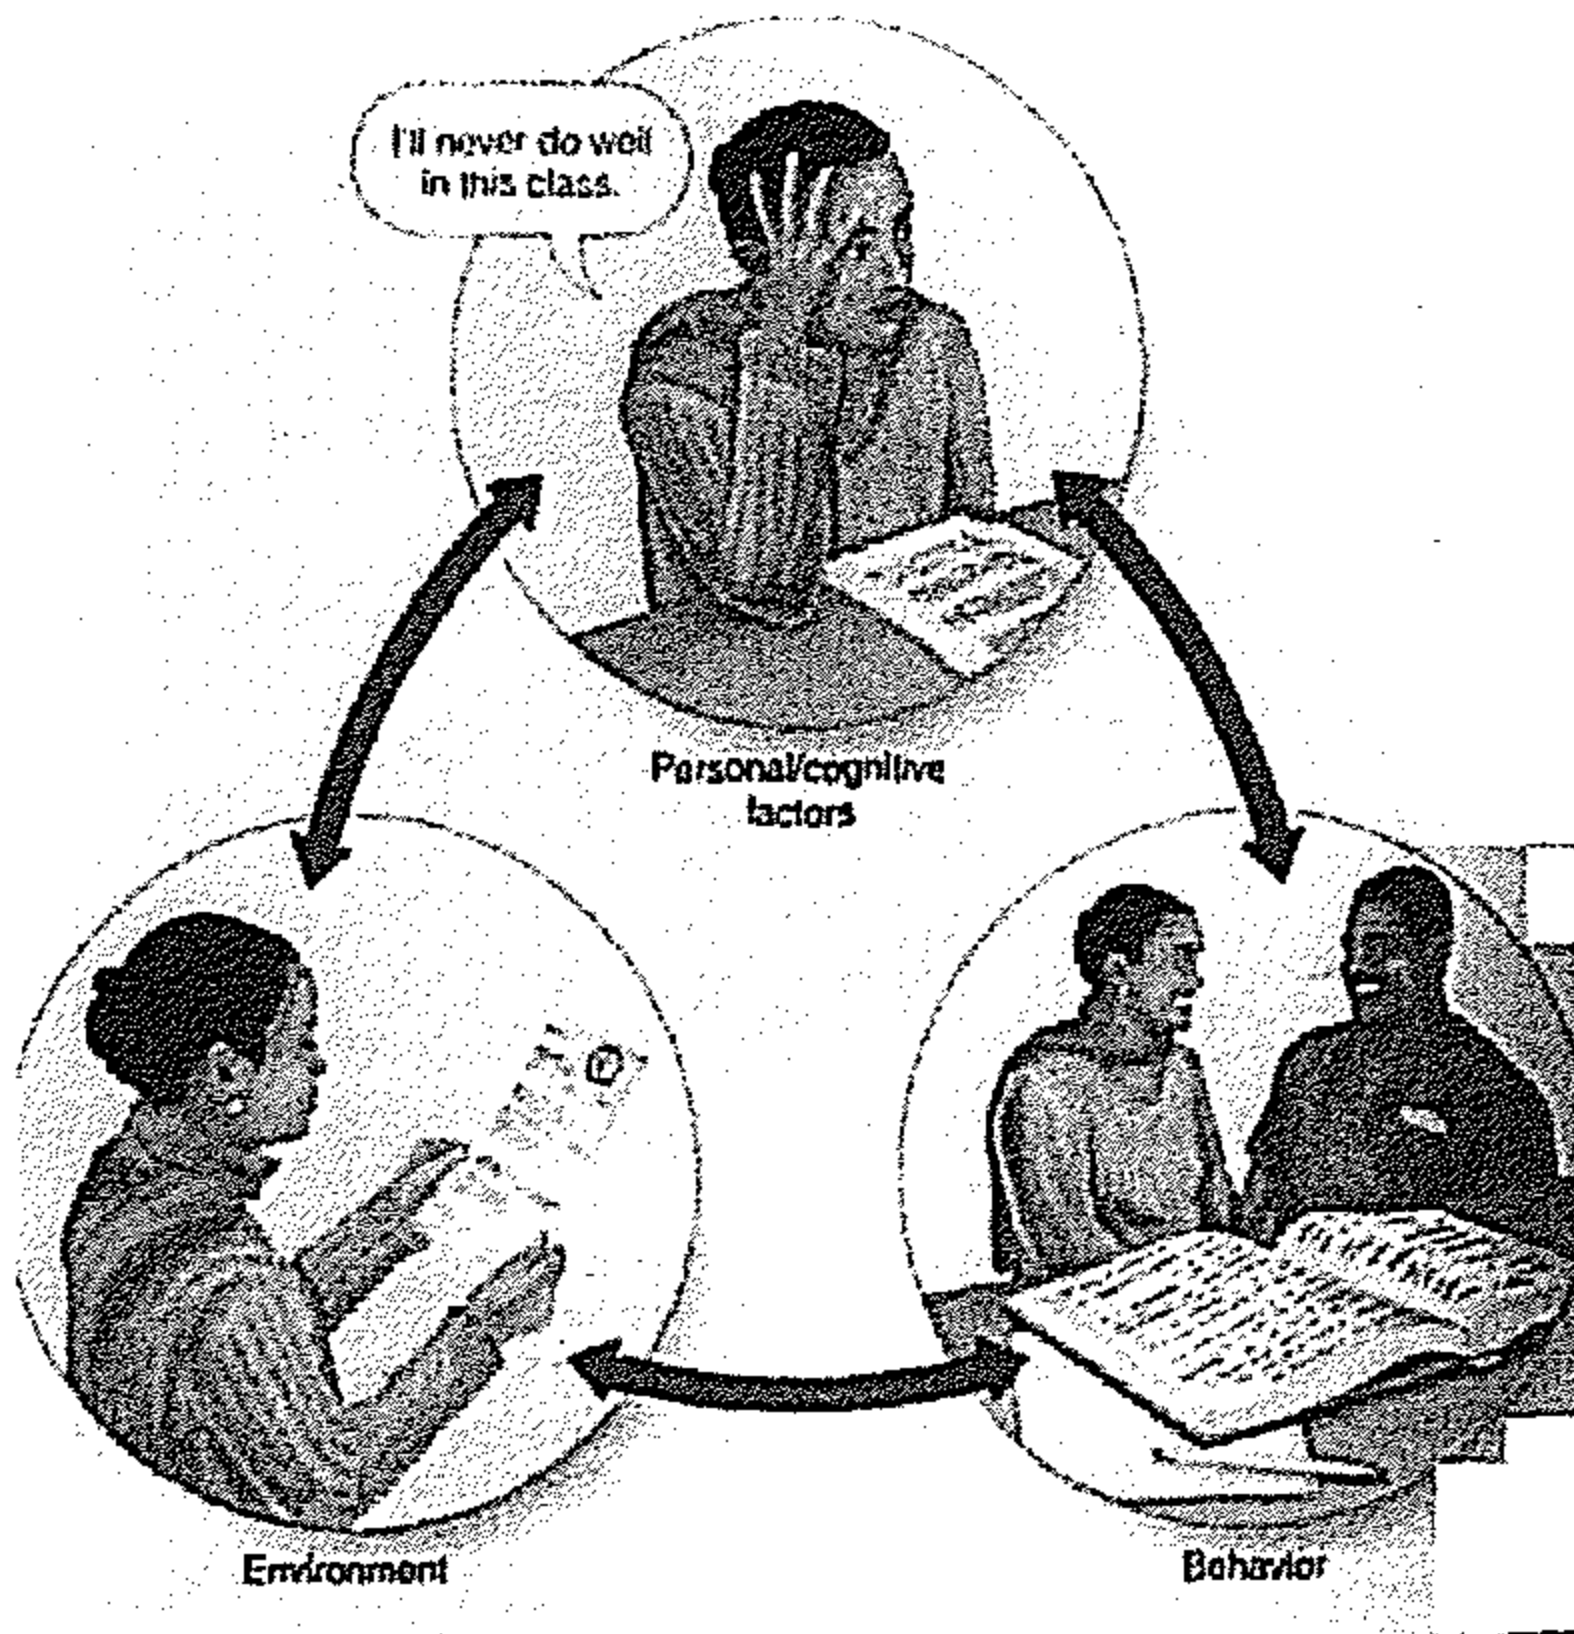 I'll never do well
in this class.
Personal/cognitive
factors
Environment
Behavior